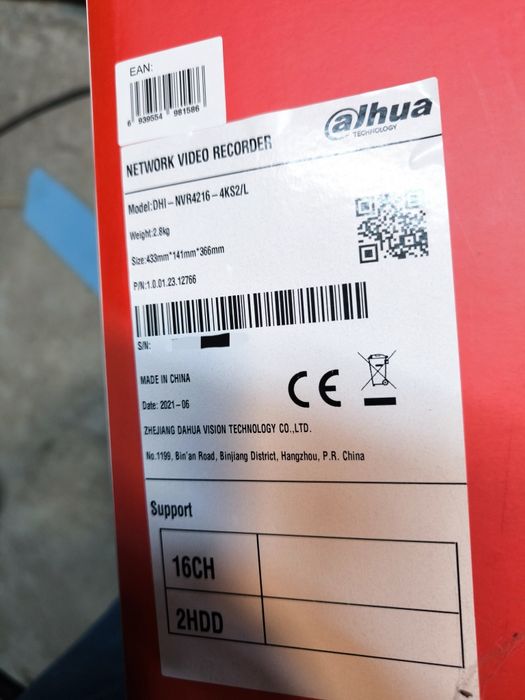 EAN:
6 939554 981586
alhua
TECHNOLOGY
NETWORK VIDEO RECORDER
Model:DHI-NVR4216-4KS2/L
Weight:2.8kg
Size:433mm*141mm*366mm
P/N:1.0.01.23.12766
S/N:
MADE IN CHINA
Date: 2021-06
CE
ZHEJIANG DAHUA VISION TECHNOLOGY CO.,LTD.
No.1199, Bin'an Road, Binjiang District, Hangzhou, P.R. China
Support
16CH
2HDD